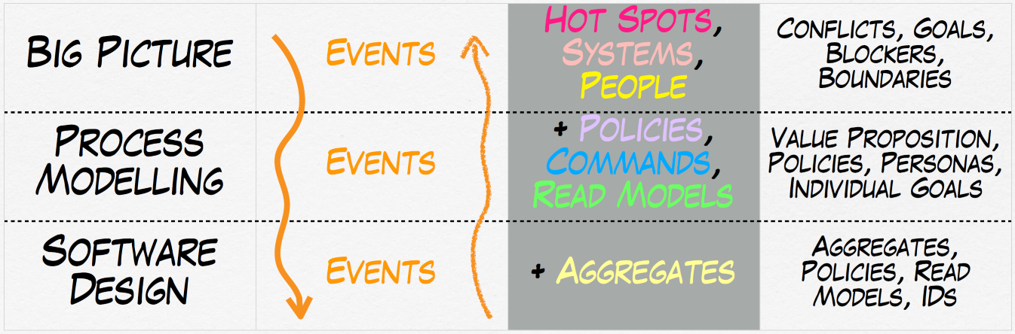 Big Picture
Events
Hot Spots,
Systems,
People
Conflicts, Goals,
Blockers,
Boundaries
Process
Modelling
Events
+ Policies,
Commands,
Read Models
Value Proposition,
Policies, Personas,
Individual Goals
Software
Design
Events
+ Aggregates
Aggregates,
Policies, Read
Models, IDs